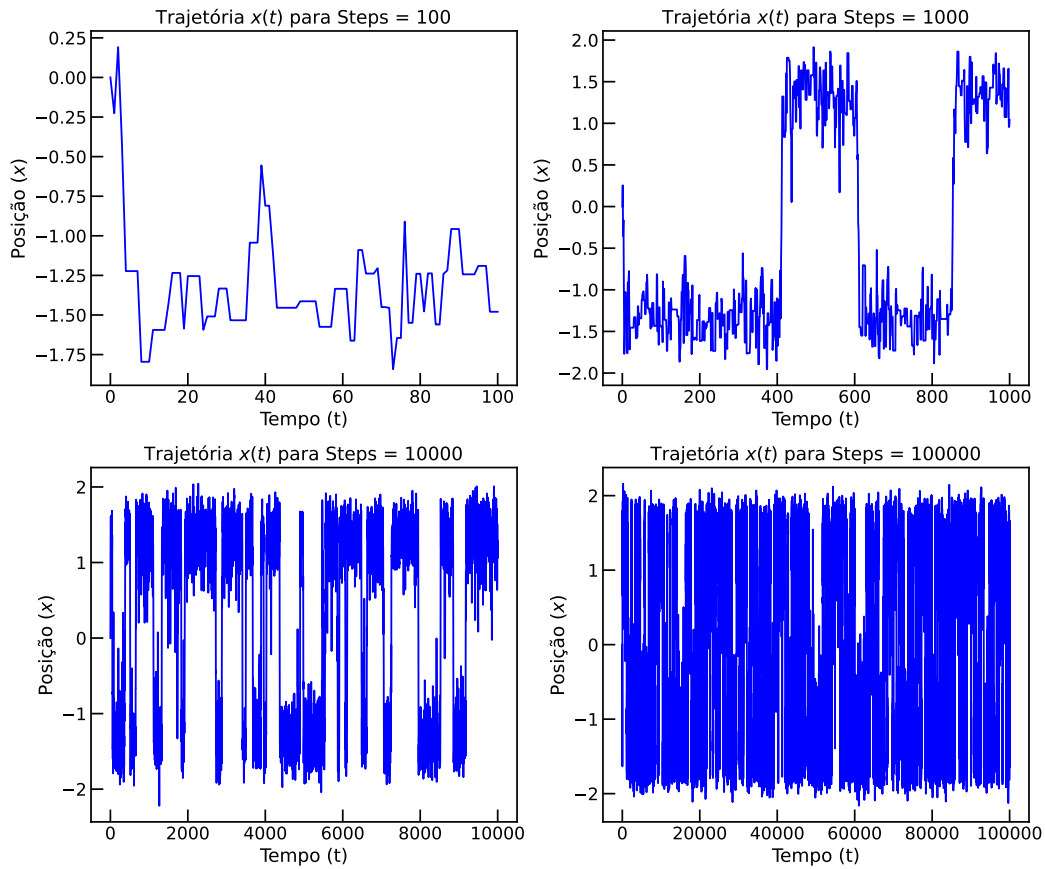 Trajetória x(t) para Steps = 100
0.25
0.00
−0.25
−0.50
−0.75
−1.00
−1.25
−1.50
−1.75
Posição (x)
0 20 40 60 80 100
Tempo (t)
Trajetória x(t) para Steps = 1000
2.0
1.5
1.0
0.5
0.0
−0.5
−1.0
−1.5
−2.0
Posição (x)
0 200 400 600 800 1000
Tempo (t)
Trajetória x(t) para Steps = 10000
2
1
0
−1
−2
Posição (x)
0 2000 4000 6000 8000 10000
Tempo (t)
Trajetória x(t) para Steps = 100000
2
1
0
−1
−2
Posição (x)
0 20000 40000 60000 80000 100000
Tempo (t)